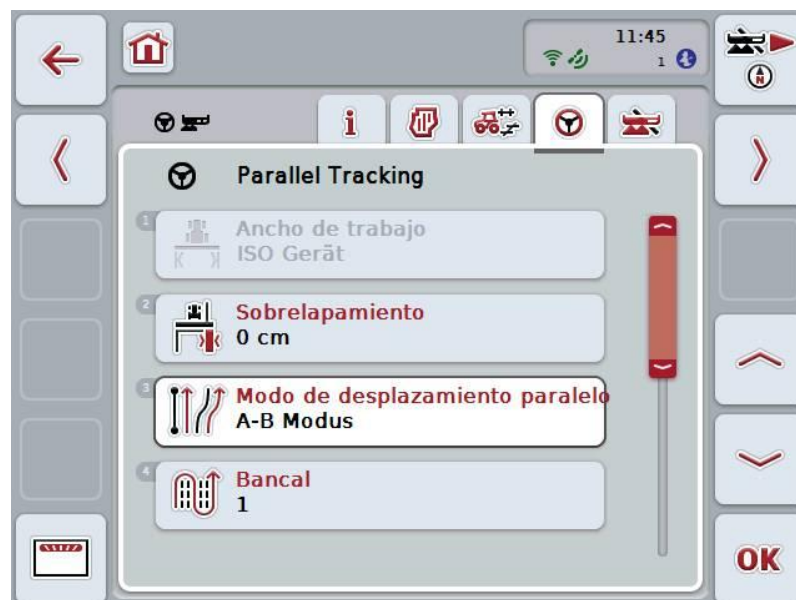 11:45
1
i
N
Parallel Tracking
1
Ancho de trabajo
ISO Gerät
K
2
Sobrelapamiento
0 cm
3
Modo de desplazamiento paralelo
A-B Modus
4
Bancal
1
OK